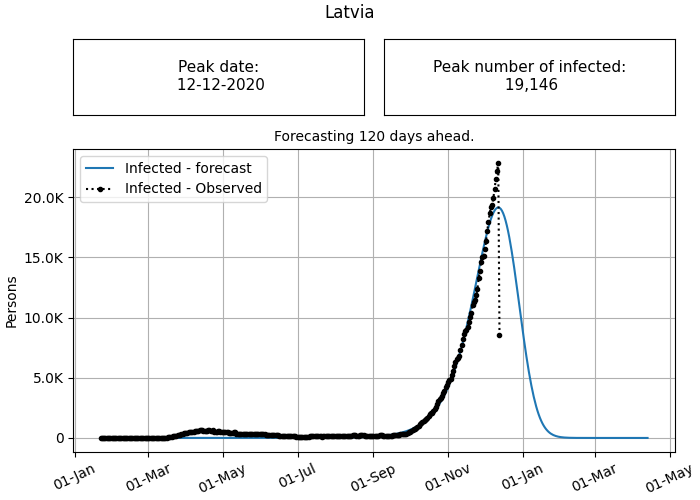 Latvia
Peak date:
12-12-2020
Peak number of infected:
19,146
Forecasting 120 days ahead.
Infected - forecast
Infected - Observed
20.0K
15.0K
10.0K
5.0K
0
Persons
01-Jan
01-Mar
01-May
01-Jul
01-Sep
01-Nov
01-Jan
01-Mar
01-May